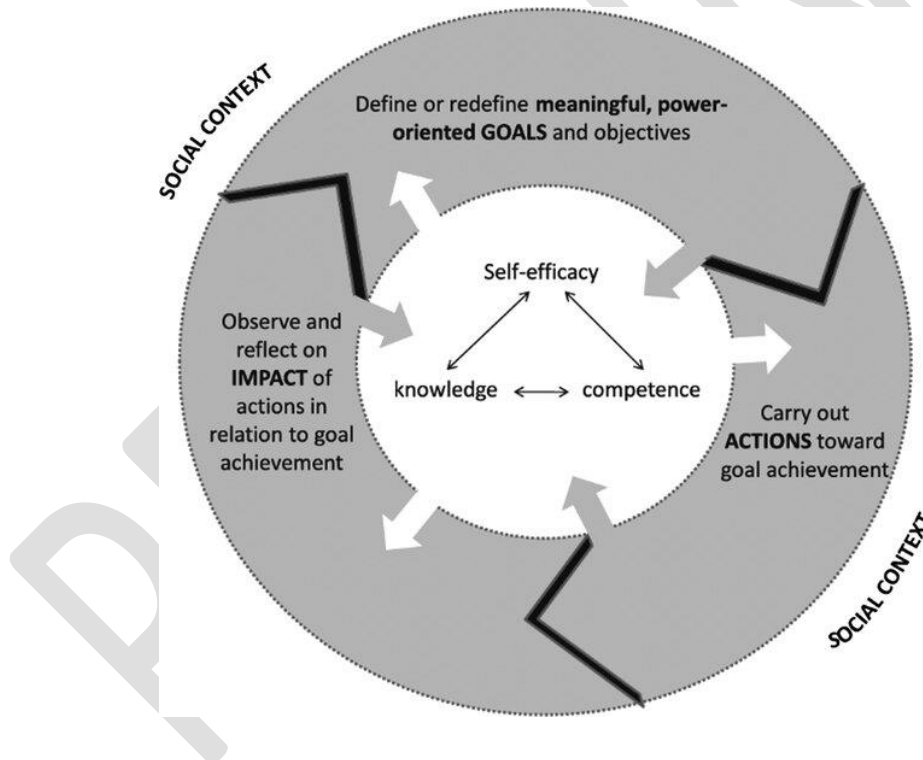 SOCIAL CONTEXT
Define or redefine meaningful, power-
oriented GOALS and objectives
Self-efficacy
knowledge
competence
Observe and
reflect on
IMPACT of
actions in
relation to goal
achievement
Carry out
ACTIONS toward
goal achievement
SOCIAL CONTEXT